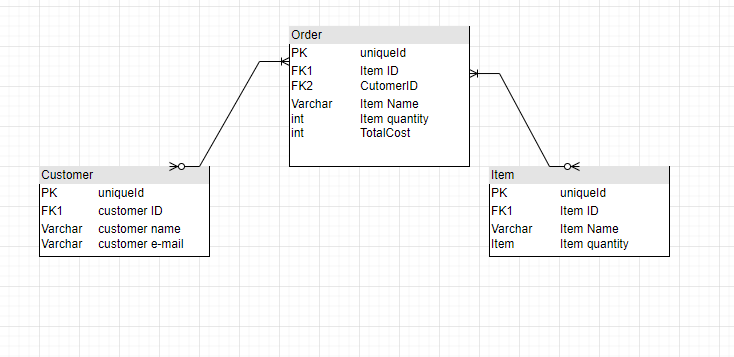 Order
PK uniqueId
FK1 Item ID
FK2 CutomerID
Varchar Item Name
int Item quantity
int TotalCost
Customer
PK uniqueId
FK1 customer ID
Varchar customer name
Varchar customer e-mail
Item
PK uniqueId
FK1 Item ID
Varchar Item Name
Item Item quantity